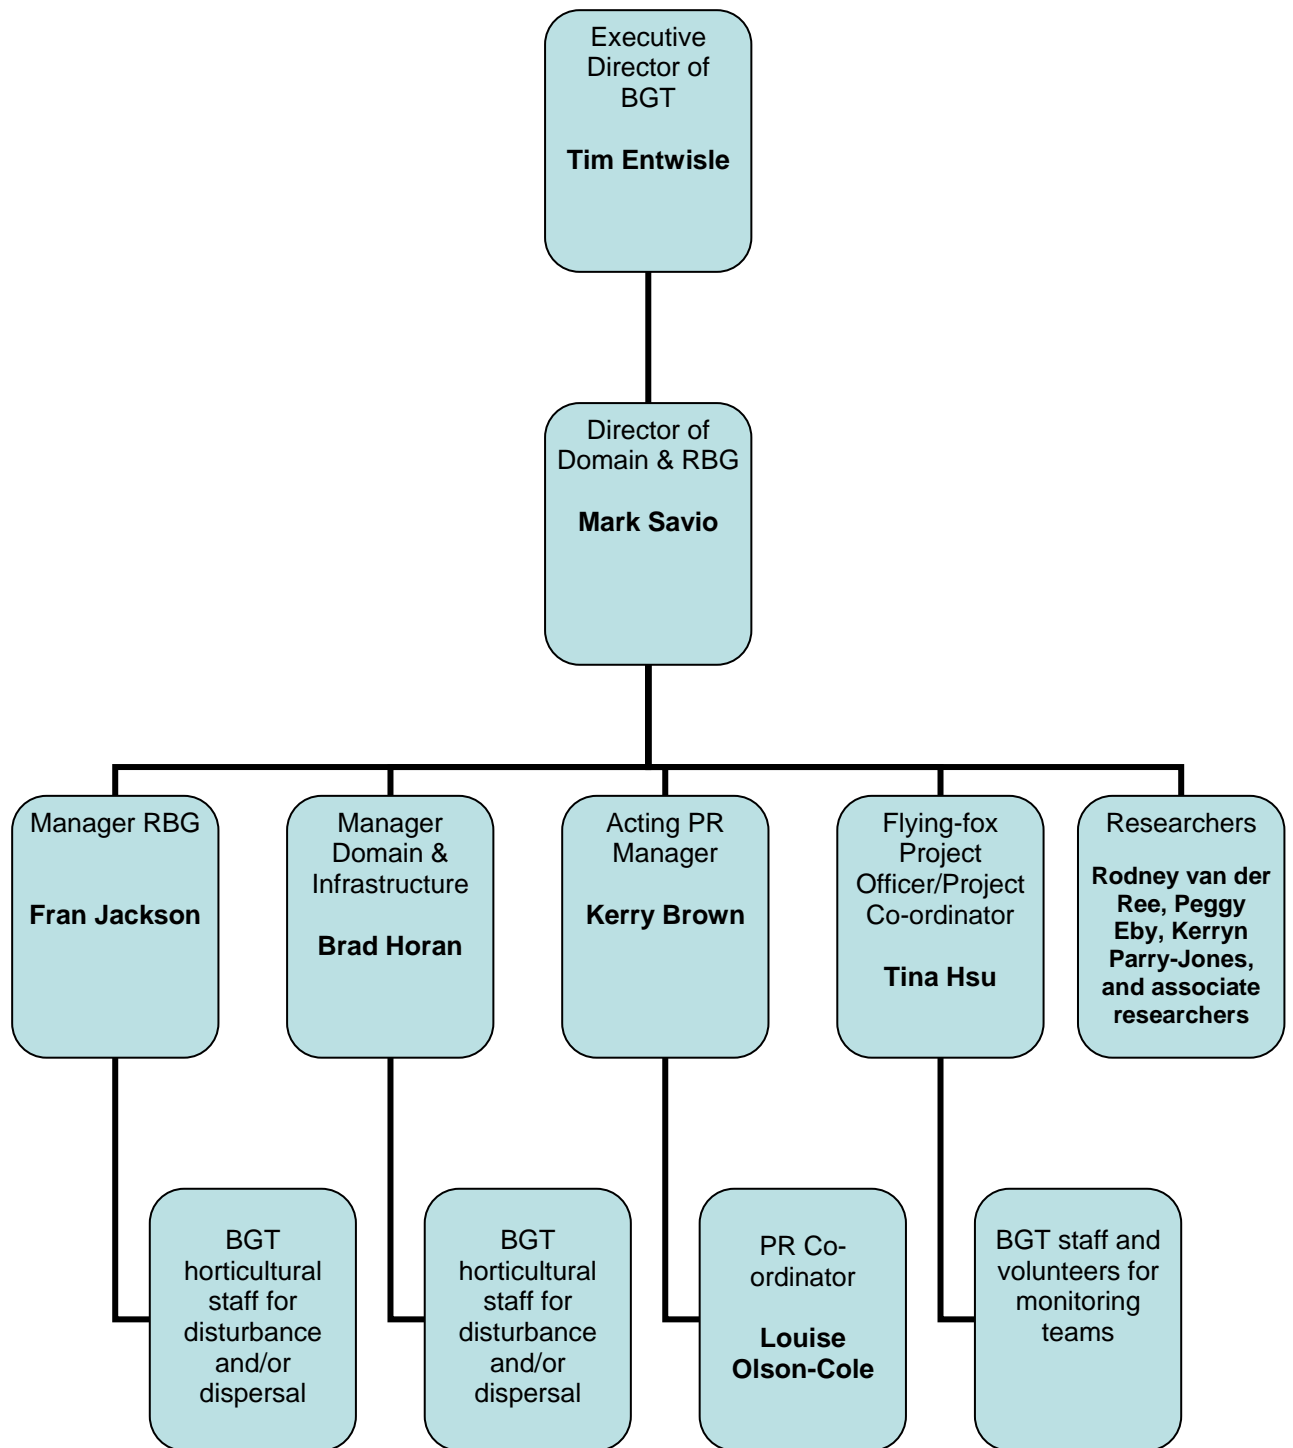 Executive
Director of
BGT
Tim Entwisle
Director of
Domain & RBG
Mark Savio
Manager RBG
Fran Jackson
Manager
Domain &
Infrastructure
Brad Horan
Acting PR
Manager
Kerry Brown
Flying-fox
Project
Officer/Project
Co-ordinator
Tina Hsu
Researchers
Rodney van der
Ree, Peggy
Eby, Kerryn
Parry-Jones,
and associate
researchers
BGT
horticultural
staff for
disturbance
and/or
dispersal
BGT
horticultural
staff for
disturbance
and/or
dispersal
PR Co-
ordinator
Louise
Olson-Cole
BGT staff and
volunteers for
monitoring
teams